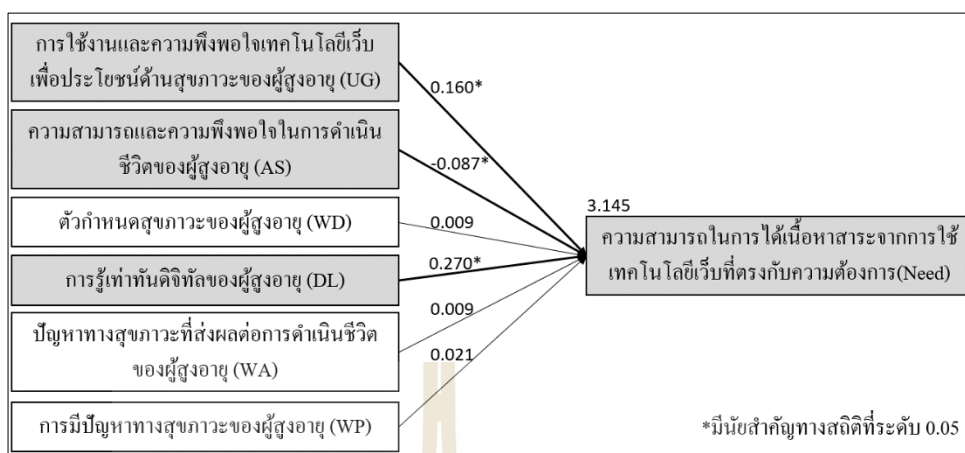 การใช้งานและความพึงพอใจเทคโนโลยีเว็บ
เพื่อประโยชน์ด้านสุขภาวะของผู้สูงอายุ (UG)
0.160*
ความสามารถและความพึงพอใจในการดำเนิน
ชีวิตของผู้สูงอายุ (AS)
-0.087*
ตัวกำหนดสุขภาวะของผู้สูงอายุ (WD)
0.009
การรู้เท่าทันดิจิทัลของผู้สูงอายุ (DL)
0.270*
ปัญหาทางสุขภาวะที่ส่งผลต่อการดำเนินชีวิต
ของผู้สูงอายุ (WA)
0.009
การมีปัญหาทางสุขภาวะของผู้สูงอายุ (WP)
0.021
3.145
ความสามารถในการได้เนื้อหาสาระจากการใช้
เทคโนโลยีเว็บที่ตรงกับความต้องการ(Need)
*มีนัยสำคัญทางสถิติที่ระดับ 0.05